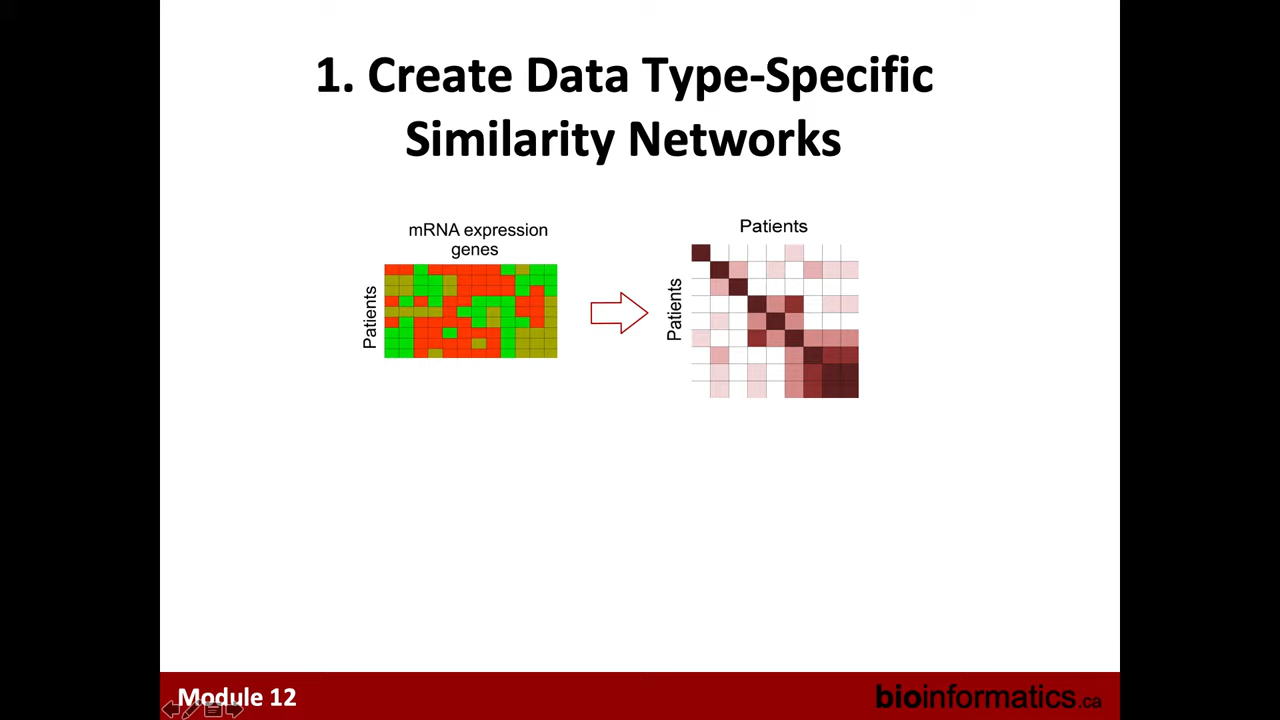 1. Create Data Type-Specific
Similarity Networks
mRNA expression
genes
Patients
Patients
Patients
Module 12
bioinformatics.ca